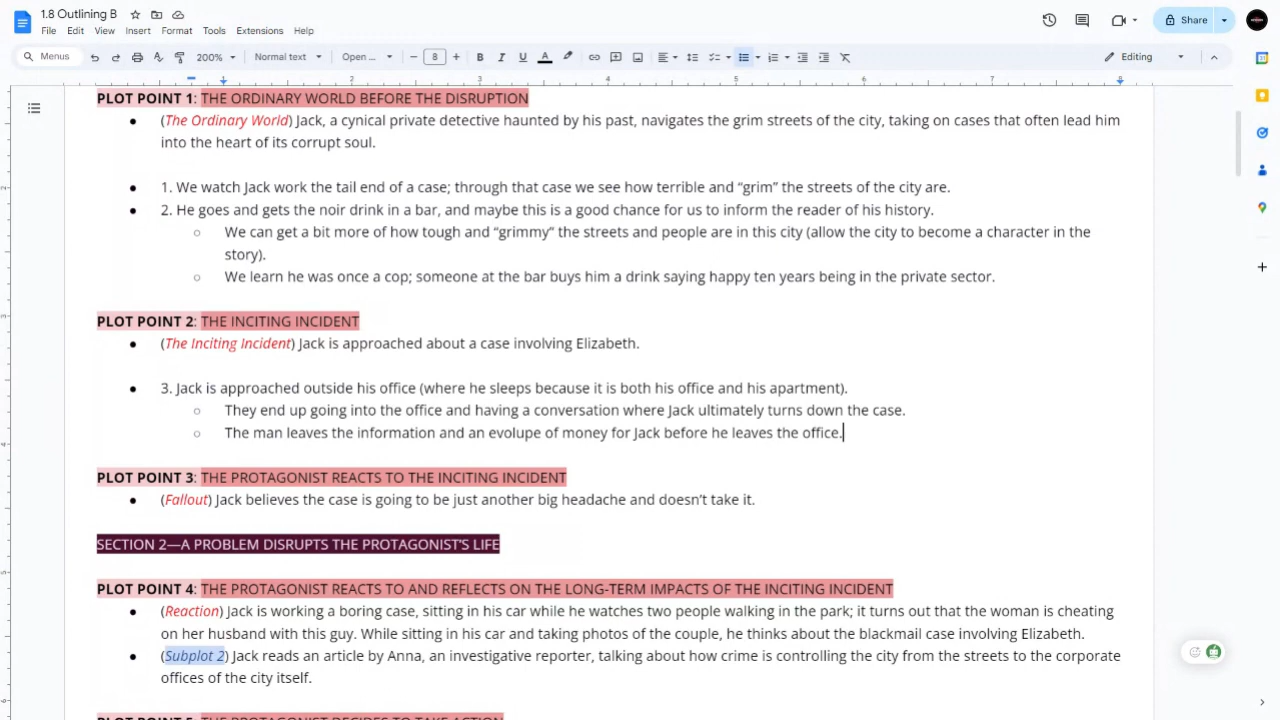 1.8 Outlining B
File Edit View Insert Format Tools Extensions Help
Share
Menus 200% Normal text Open ... 8 B I U A Editing
2 3 4 5 6 7
PLOT POINT 1: THE ORDINARY WORLD BEFORE THE DISRUPTION
● (The Ordinary World) Jack, a cynical private detective haunted by his past, navigates the grim streets of the city, taking on cases that often lead him
into the heart of its corrupt soul.
● 1. We watch Jack work the tail end of a case; through that case we see how terrible and “grim” the streets of the city are.
● 2. He goes and gets the noir drink in a bar, and maybe this is a good chance for us to inform the reader of his history.
○ We can get a bit more of how tough and “grimmy” the streets and people are in this city (allow the city to become a character in the
story).
○ We learn he was once a cop; someone at the bar buys him a drink saying happy ten years being in the private sector.
PLOT POINT 2: THE INCITING INCIDENT
● (The Inciting Incident) Jack is approached about a case involving Elizabeth.
● 3. Jack is approached outside his office (where he sleeps because it is both his office and his apartment).
○ They end up going into the office and having a conversation where Jack ultimately turns down the case.
○ The man leaves the information and an evolupe of money for Jack before he leaves the office.
PLOT POINT 3: THE PROTAGONIST REACTS TO THE INCITING INCIDENT
● (Fallout) Jack believes the case is going to be just another big headache and doesn’t take it.
SECTION 2—A PROBLEM DISRUPTS THE PROTAGONIST’S LIFE
PLOT POINT 4: THE PROTAGONIST REACTS TO AND REFLECTS ON THE LONG-TERM IMPACTS OF THE INCITING INCIDENT
● (Reaction) Jack is working a boring case, sitting in his car while he watches two people walking in the park; it turns out that the woman is cheating
on her husband with this guy. While sitting in his car and taking photos of the couple, he thinks about the blackmail case involving Elizabeth.
● (Subplot 2) Jack reads an article by Anna, an investigative reporter, talking about how crime is controlling the city from the streets to the corporate
offices of the city itself.
PLOT POINT 5: THE PROTAGONIST DECIDES TO TAKE ACTION